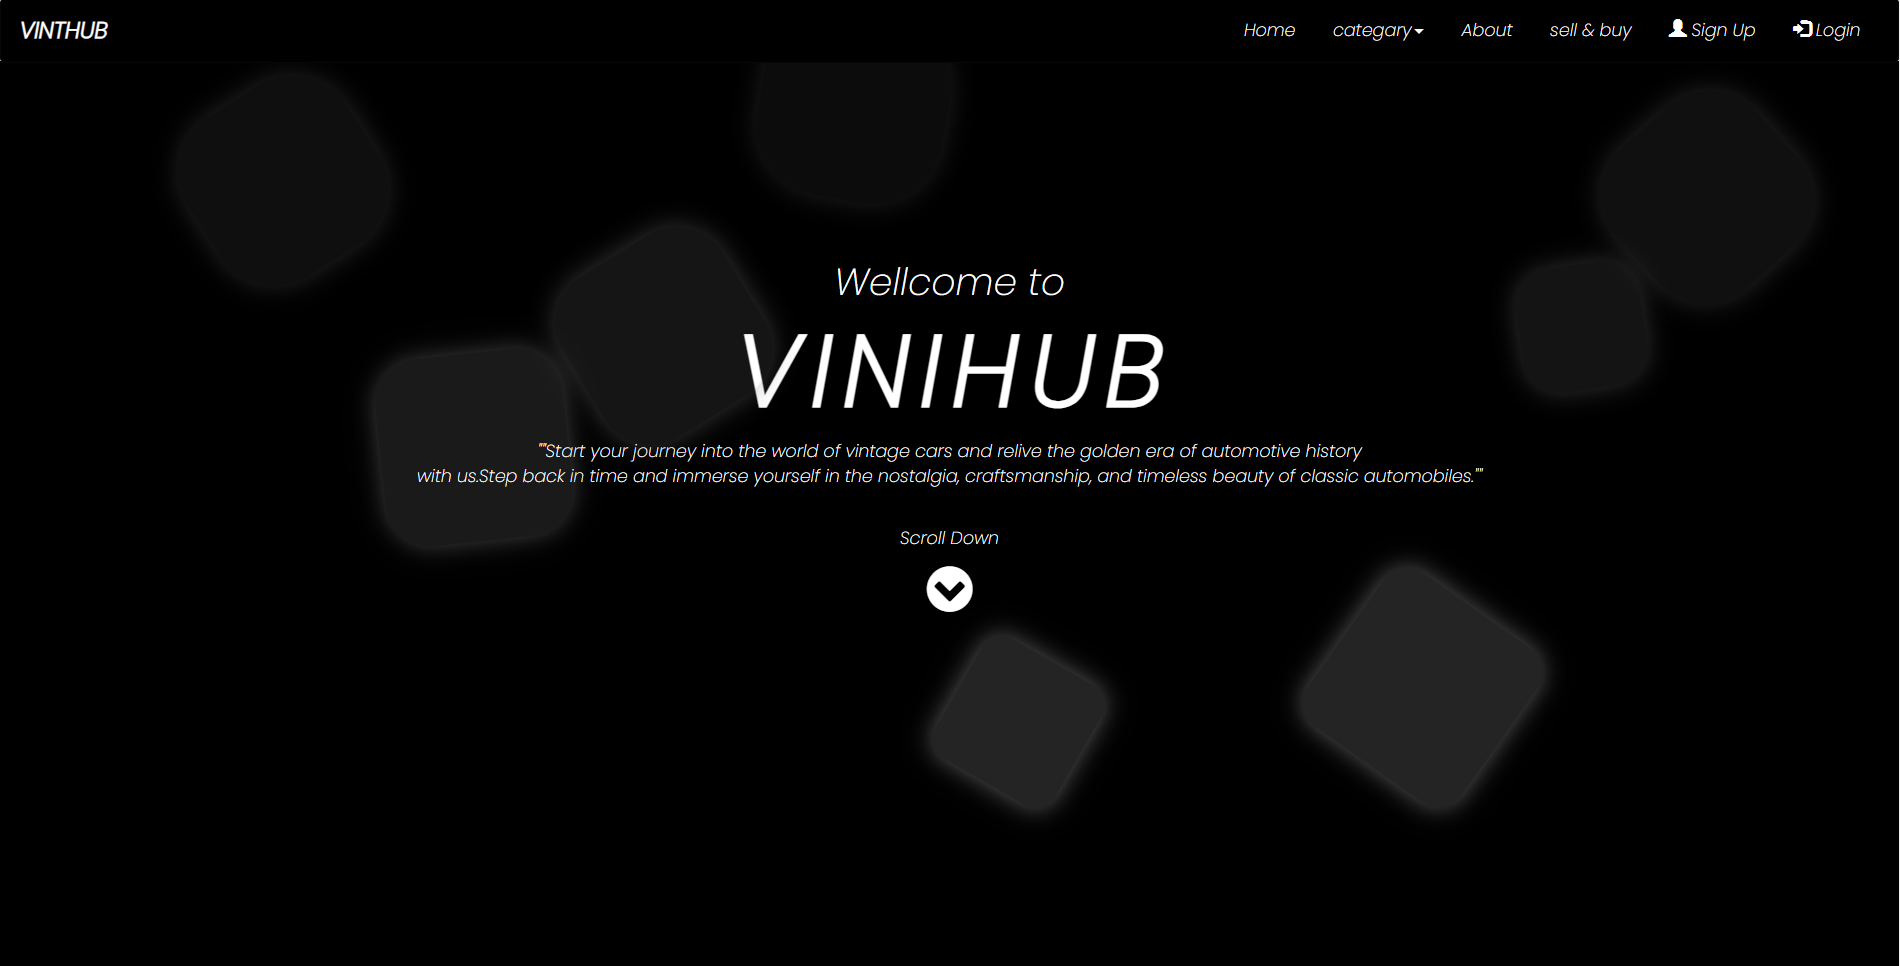 VINTHUB
Home categary About sell & buy Sign Up Login
Wellcome to
VINIHUB
""Start your journey into the world of vintage cars and relive the golden era of automotive history
with us.Step back in time and immerse yourself in the nostalgia, craftsmanship, and timeless beauty of classic automobiles.""
Scroll Down